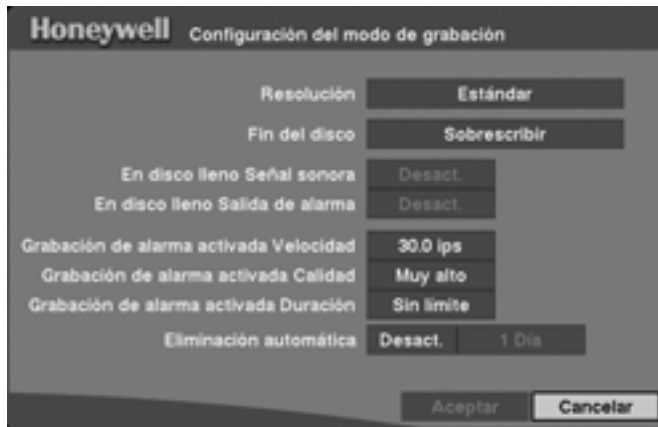 Honeywell Configuración del modo de grabación
Resolución Estándar
Fin del disco Sobrescribir
En disco lleno Señal sonora Desact.
En disco lleno Salida de alarma Desact.
Grabación de alarma activada Velocidad 30.0 ips
Grabación de alarma activada Calidad Muy alto
Grabación de alarma activada Duración Sin límite
Eliminación automática Desact. 1 Día
Aceptar Cancelar